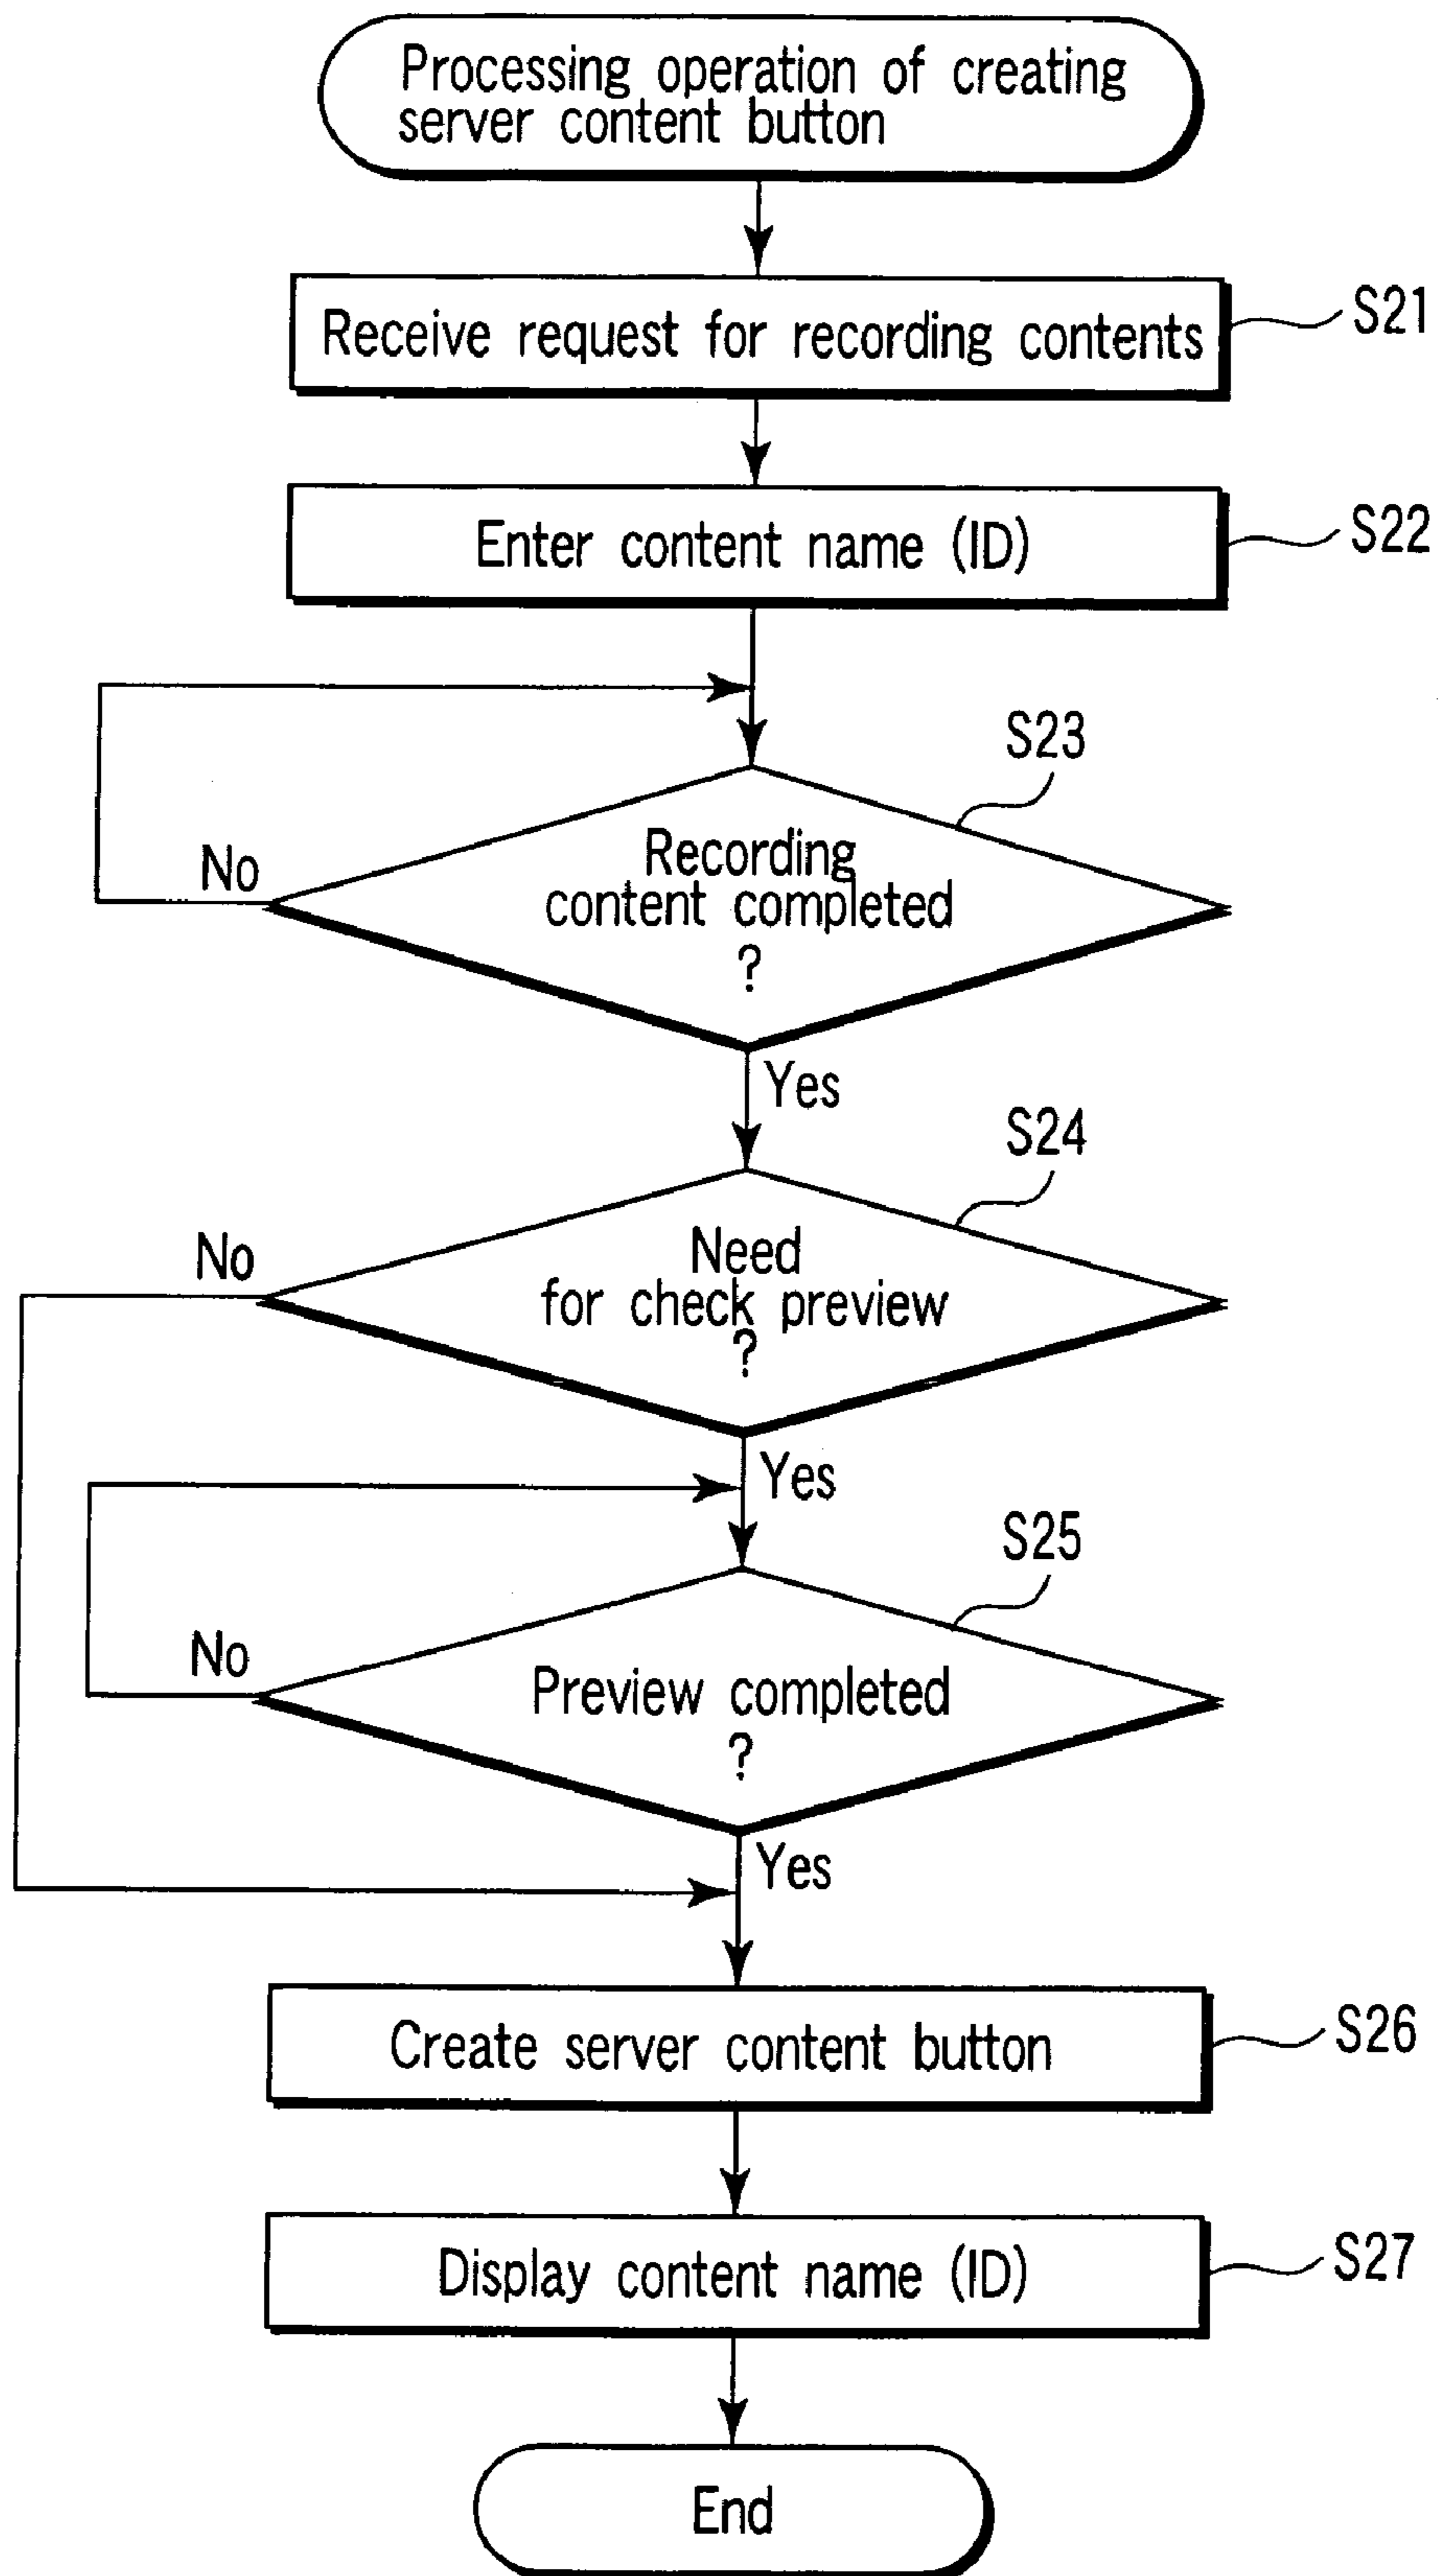 Processing operation of creating
server content button
Receive request for recording contents
S21
Enter content name (ID)
S22
S23
Recording
content completed
?
No
Yes
S24
Need
for check preview
?
No
Yes
S25
Preview completed
?
No
Yes
Create server content button
S26
Display content name (ID)
S27
End